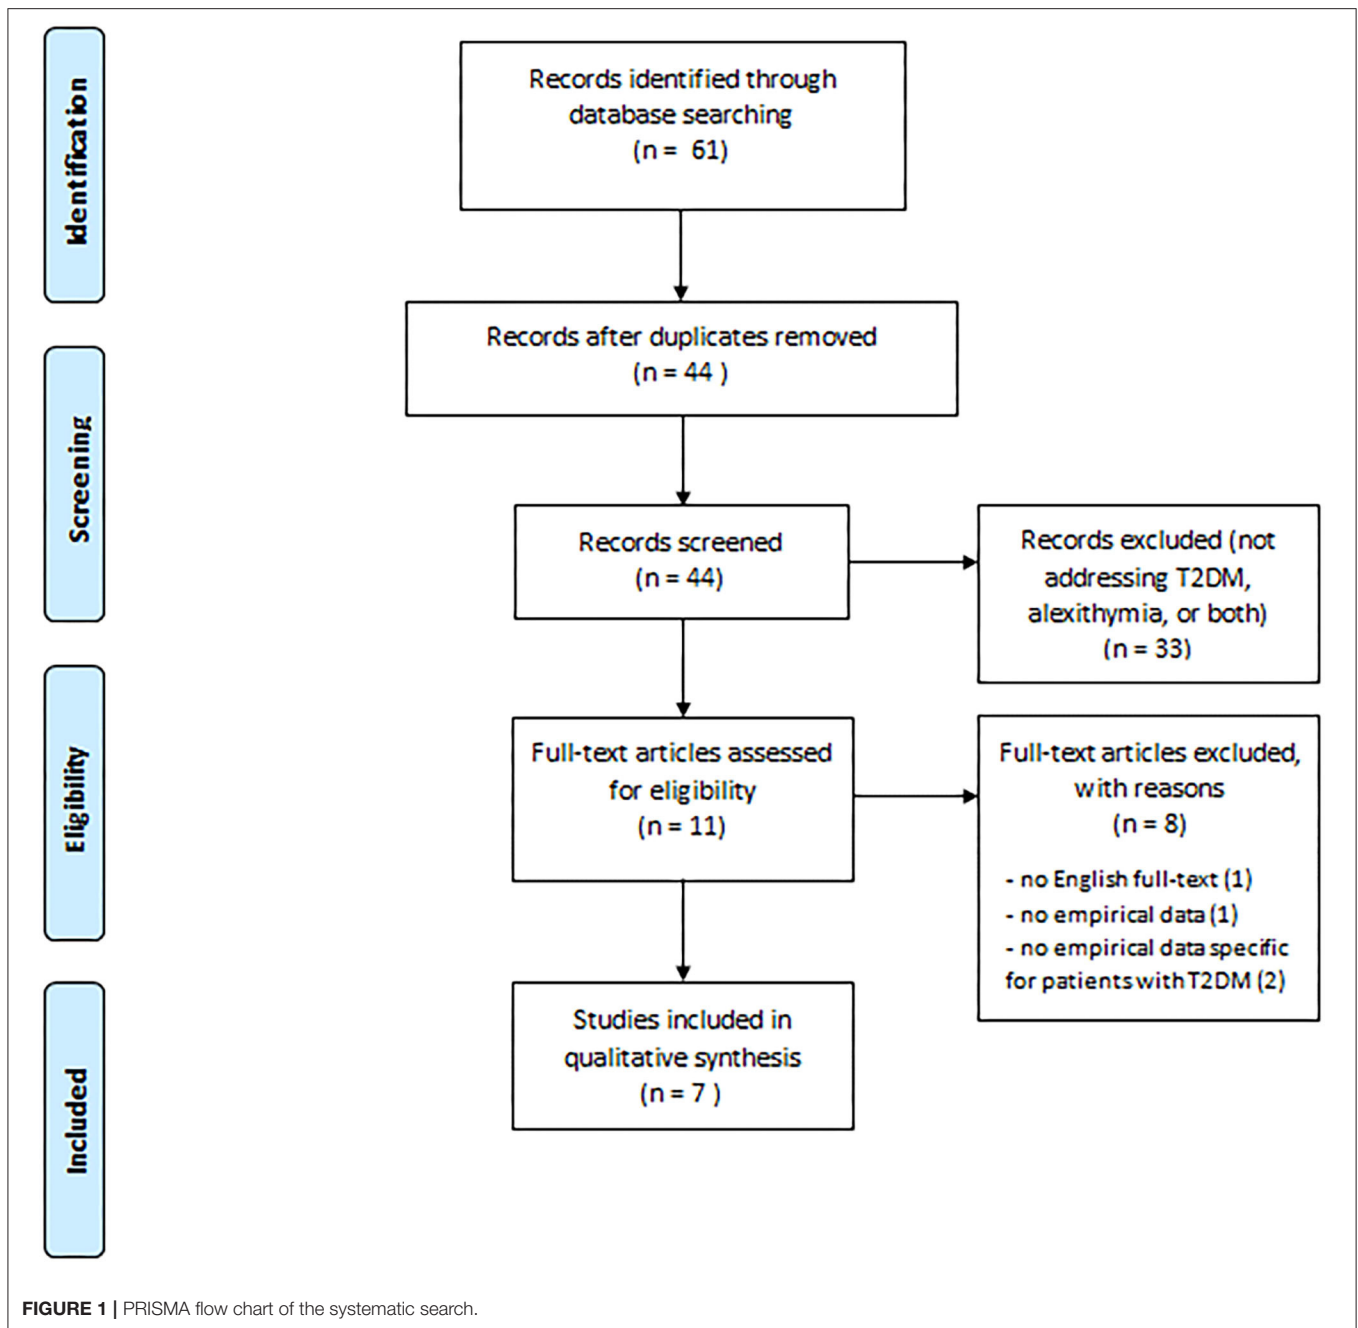 Identification
Records identified through
database searching
(n = 61)
Records after duplicates removed
(n = 44 )
Screening
Records screened
(n = 44)
Records excluded (not
addressing T2DM,
alexithymia, or both)
(n = 33)
Eligibility
Full-text articles assessed
for eligibility
(n = 11)
Full-text articles excluded,
with reasons
(n = 8)
- no English full-text (1)
- no empirical data (1)
- no empirical data specific
for patients with T2DM (2)
Included
Studies included in
qualitative synthesis
(n = 7 )
FIGURE 1 | PRISMA flow chart of the systematic search.